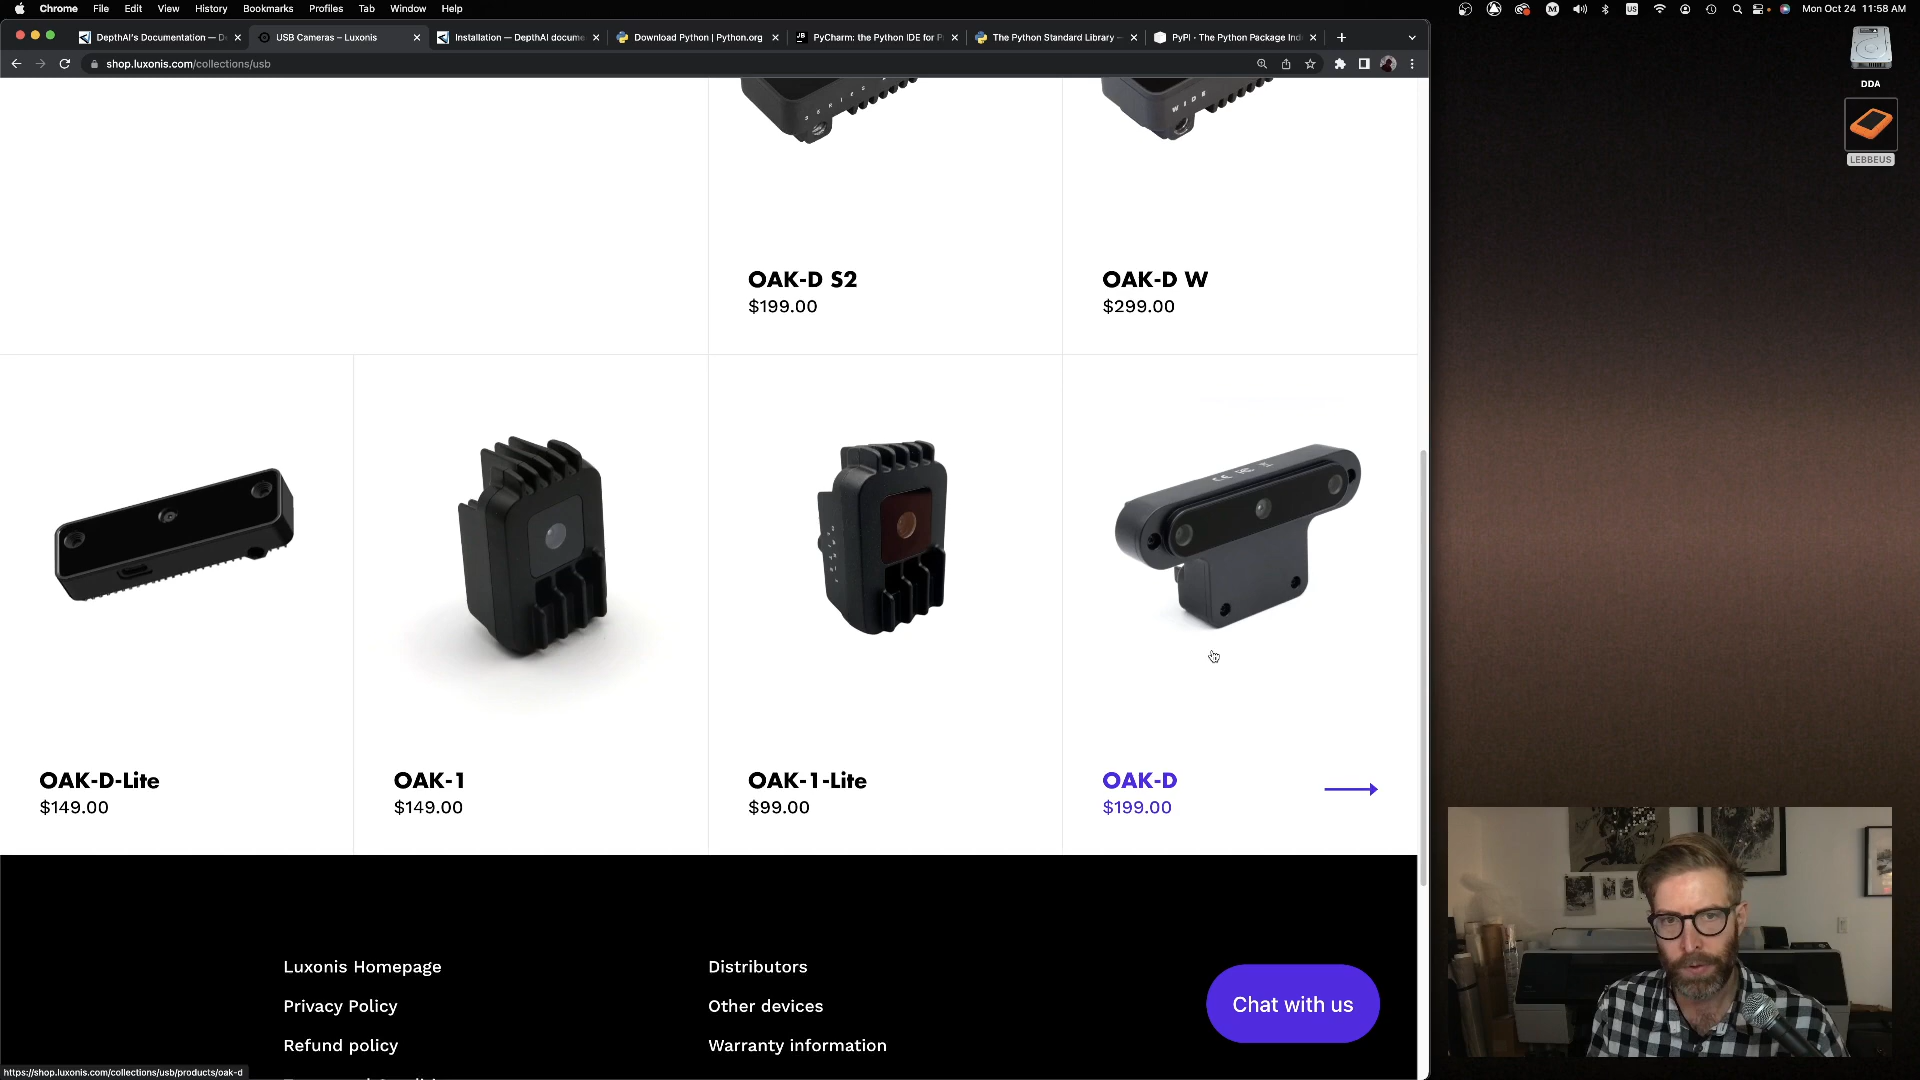 Chrome File Edit View History Bookmarks Profiles Tab Window Help
M US Mon Oct 24 11:58 AM
DepthAI's Documentation — D
USB Cameras – Luxonis
Installation — DepthAI docume
Download Python | Python.org
PyCharm: the Python IDE for P
The Python Standard Library —
PyPI · The Python Package Ind
shop.luxonis.com/collections/usb
DDA
LEBBEUS
SERIES
WIDE
OAK-D S2
$199.00
OAK-D W
$299.00
OAK-D-Lite
$149.00
OAK-1
$149.00
OAK-1-Lite
$99.00
OAK-D
$199.00
Luxonis Homepage
Privacy Policy
Refund policy
Distributors
Other devices
Warranty information
Chat with us
https://shop.luxonis.com/collections/usb/products/oak-d